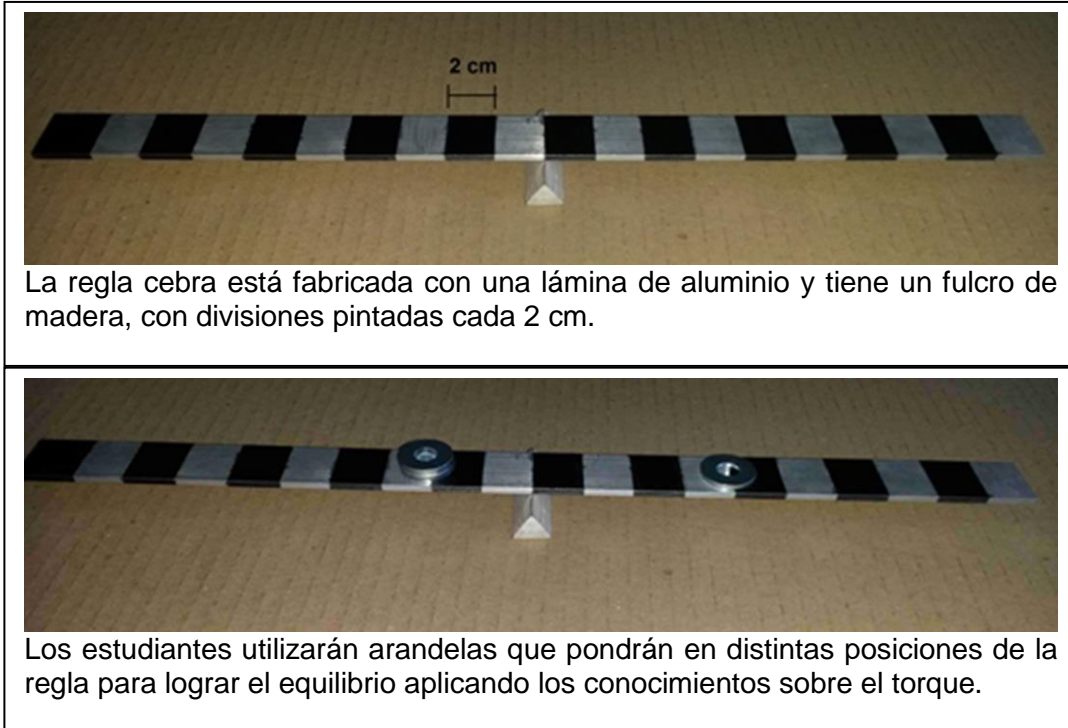 2 cm
La regla cebra está fabricada con una lámina de aluminio y tiene un fulcro de
madera, con divisiones pintadas cada 2 cm.
Los estudiantes utilizarán arandelas que pondrán en distintas posiciones de la
regla para lograr el equilibrio aplicando los conocimientos sobre el torque.